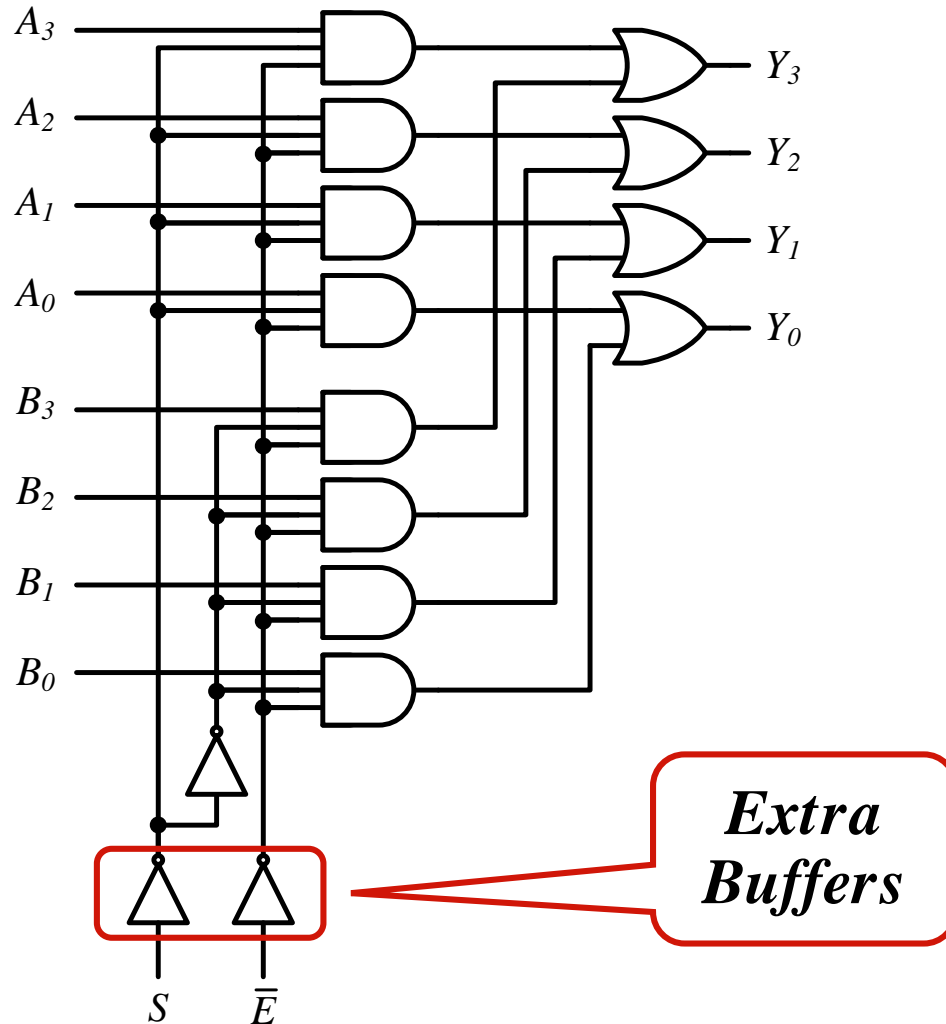 A₃
Y₃
A₂
Y₂
A₁
Y₁
A₀
Y₀
B₃
B₂
B₁
B₀
Extra
Buffers
S
E̅